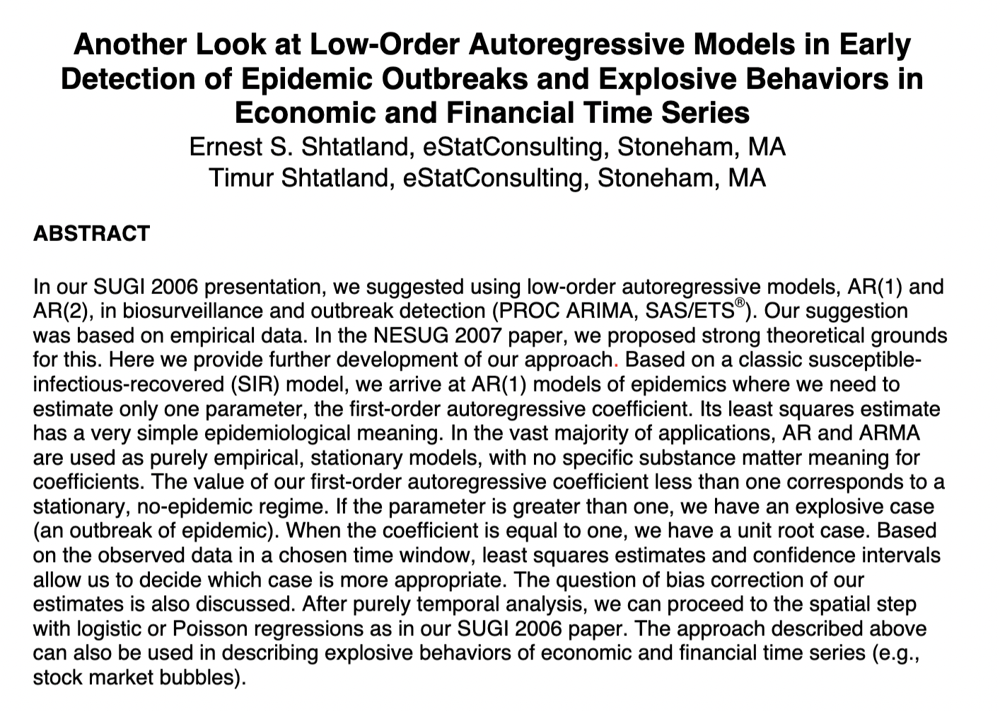 Another Look at Low-Order Autoregressive Models in Early
Detection of Epidemic Outbreaks and Explosive Behaviors in
Economic and Financial Time Series
Ernest S. Shtatland, eStatConsulting, Stoneham, MA
Timur Shtatland, eStatConsulting, Stoneham, MA
ABSTRACT
In our SUGI 2006 presentation, we suggested using low-order autoregressive models, AR(1) and
AR(2), in biosurveillance and outbreak detection (PROC ARIMA, SAS/ETS®). Our suggestion
was based on empirical data. In the NESUG 2007 paper, we proposed strong theoretical grounds
for this. Here we provide further development of our approach. Based on a classic susceptible-
infectious-recovered (SIR) model, we arrive at AR(1) models of epidemics where we need to
estimate only one parameter, the first-order autoregressive coefficient. Its least squares estimate
has a very simple epidemiological meaning. In the vast majority of applications, AR and ARMA
are used as purely empirical, stationary models, with no specific substance matter meaning for
coefficients. The value of our first-order autoregressive coefficient less than one corresponds to a
stationary, no-epidemic regime. If the parameter is greater than one, we have an explosive case
(an outbreak of epidemic). When the coefficient is equal to one, we have a unit root case. Based
on the observed data in a chosen time window, least squares estimates and confidence intervals
allow us to decide which case is more appropriate. The question of bias correction of our
estimates is also discussed. After purely temporal analysis, we can proceed to the spatial step
with logistic or Poisson regressions as in our SUGI 2006 paper. The approach described above
can also be used in describing explosive behaviors of economic and financial time series (e.g.,
stock market bubbles).